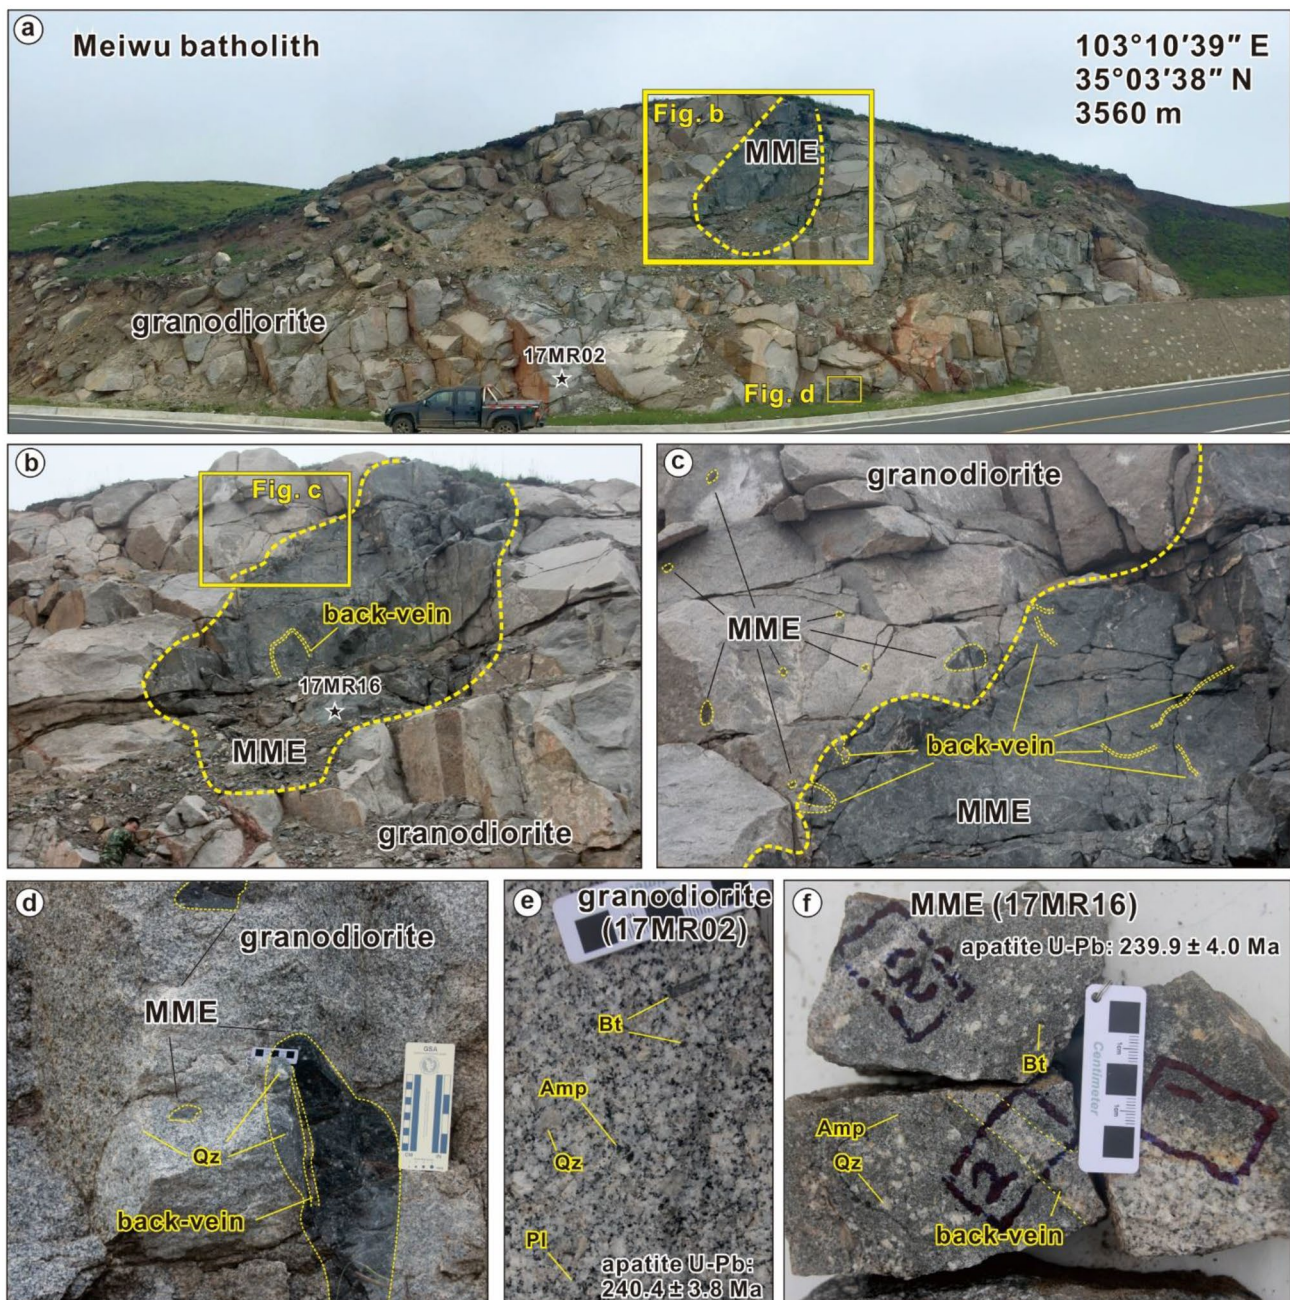 a
Meiwu batholith
103°10′39″ E
35°03′38″ N
3560 m
Fig. b
MME
granodiorite
17MR02
Fig. d
b
Fig. c
back-vein
17MR16
MME
granodiorite
c
granodiorite
MME
back-vein
MME
d
granodiorite
MME
Qz
back-vein
e
granodiorite
(17MR02)
Bt
Amp
Qz
Pl
apatite U-Pb:
240.4 ± 3.8 Ma
f
MME (17MR16)
apatite U-Pb: 239.9 ± 4.0 Ma
Bt
Amp
Qz
back-vein
1cm
Centimeter
1cm